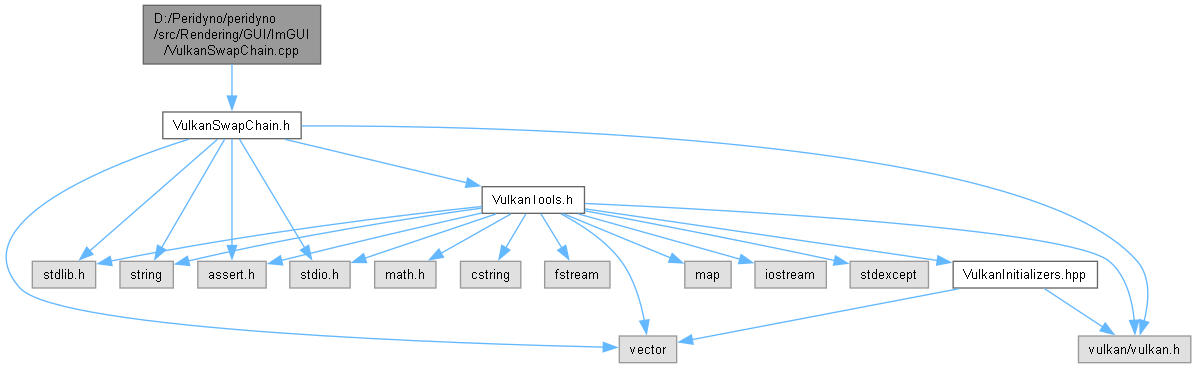 D:/Peridyno/peridyno
/src/Rendering/GUI/ImGUI
/VulkanSwapChain.cpp
VulkanSwapChain.h
VulkanTools.h
stdlib.h
string
assert.h
stdio.h
math.h
cstring
fstream
map
iostream
stdexcept
VulkanInitializers.hpp
vector
vulkan/vulkan.h